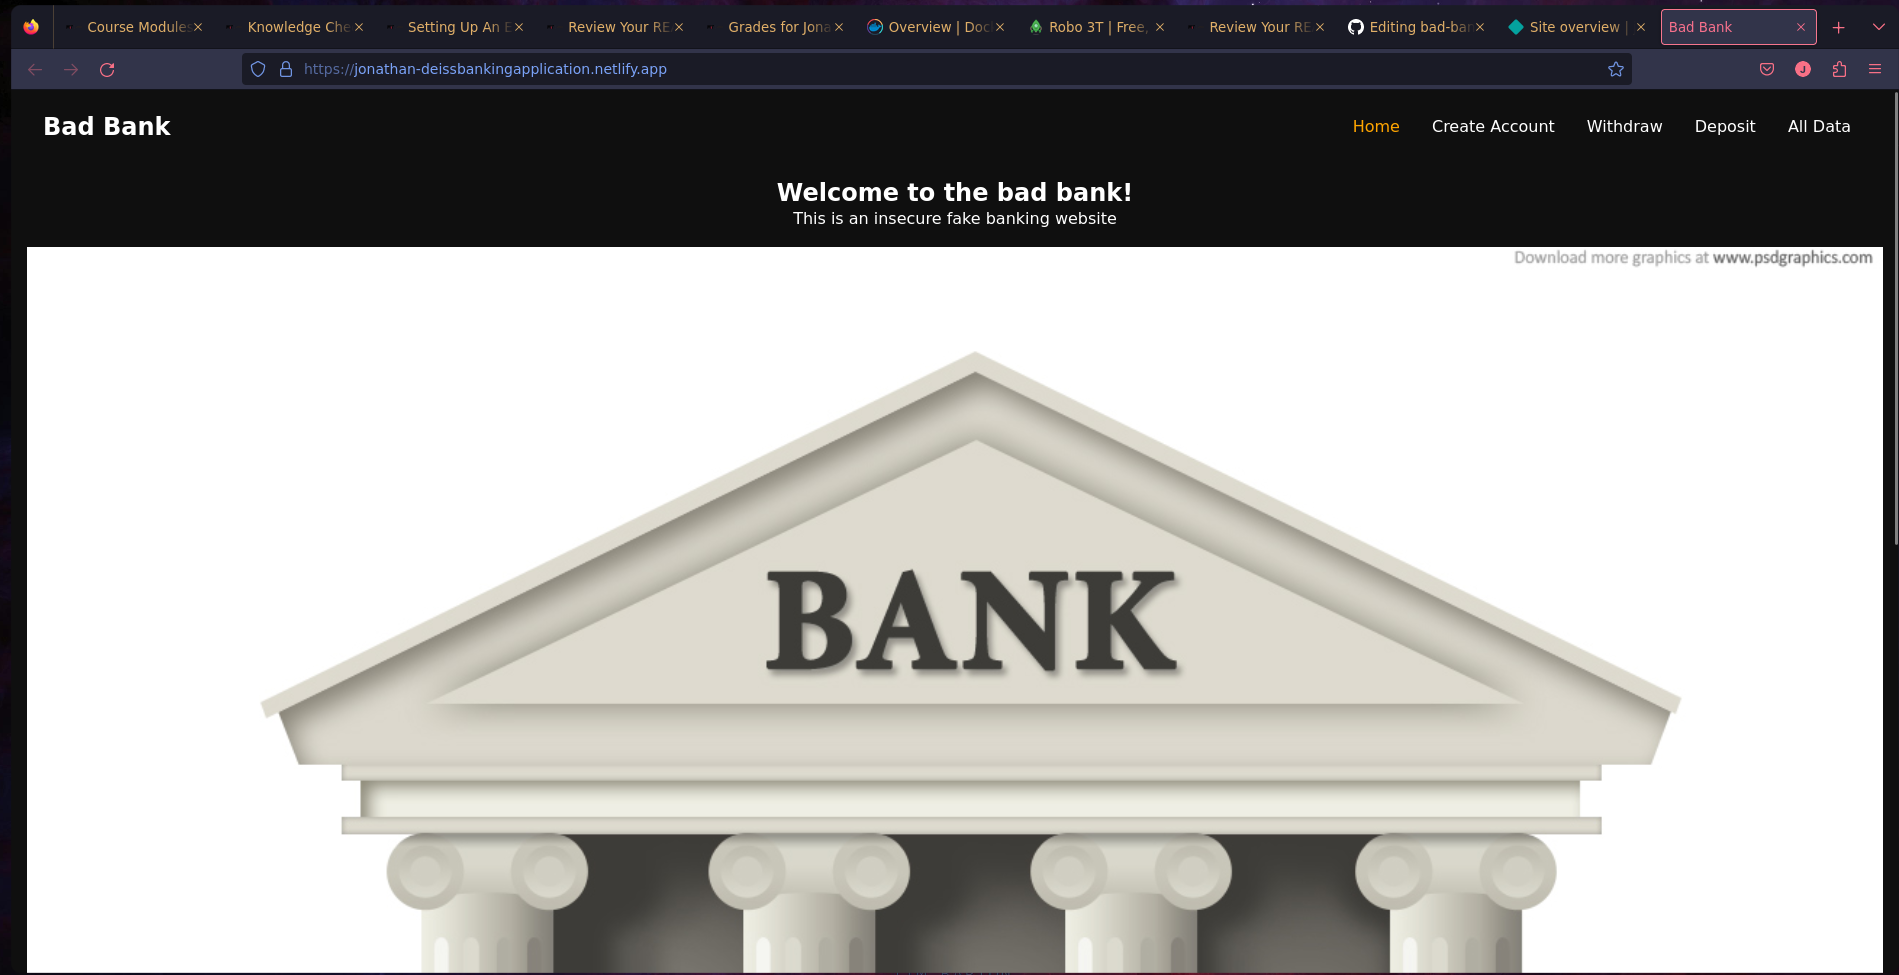 Course Modules
Knowledge Che
Setting Up An E
Review Your RE
Grades for Jona
Overview | Doc
Robo 3T | Free,
Review Your RE
Editing bad-ban
Site overview |
Bad Bank
https://jonathan-deissbankingapplication.netlify.app
J
Bad Bank
Home
Create Account
Withdraw
Deposit
All Data
Welcome to the bad bank!
This is an insecure fake banking website
Download more graphics at www.psdgraphics.com
BANK